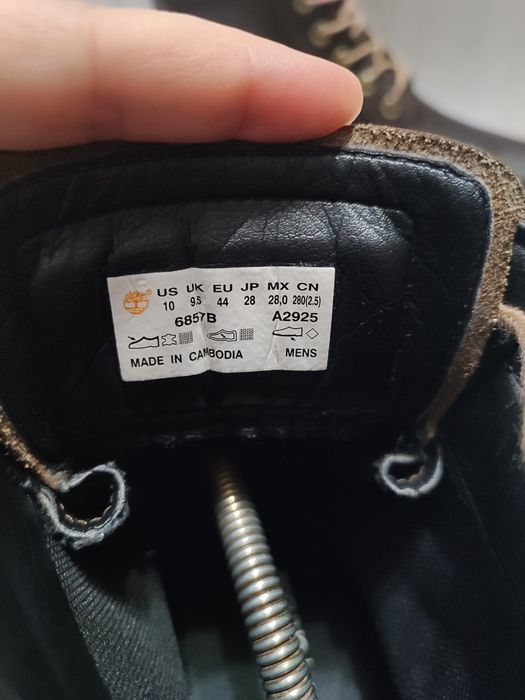 US UK EU JP MX CN
10 9,5 44 28 28,0 280(2.5)
6857B A2925
MADE IN CAMBODIA MENS